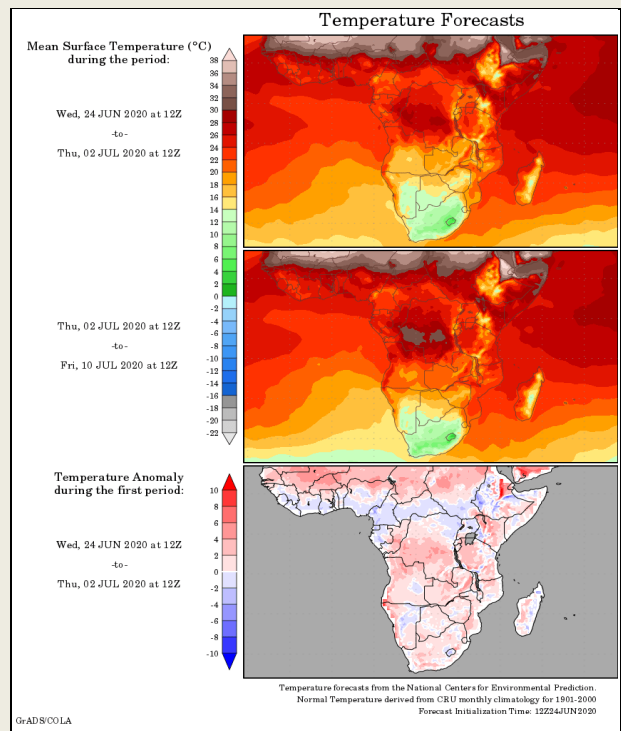 Temperature Forecasts
Mean Surface Temperature (°C)
during the period:
Wed, 24 JUN 2020 at 12Z
-to-
Thu, 02 JUL 2020 at 12Z
38
36
34
32
30
28
26
24
22
20
18
16
14
12
10
8
6
4
2
0
-2
-4
-6
-8
-10
-12
-14
-16
-18
-20
-22
Thu, 02 JUL 2020 at 12Z
-to-
Fri, 10 JUL 2020 at 12Z
Temperature Anomaly
during the first period:
Wed, 24 JUN 2020 at 12Z
-to-
Thu, 02 JUL 2020 at 12Z
10
8
6
4
2
0
-2
-4
-6
-8
-10
Temperature forecasts from the National Centers for Environmental Prediction.
Normal Temperature derived from CRU monthly climatology for 1901-2000
Forecast Initialization Time: 12Z24JUN2020
GrADS/COLA